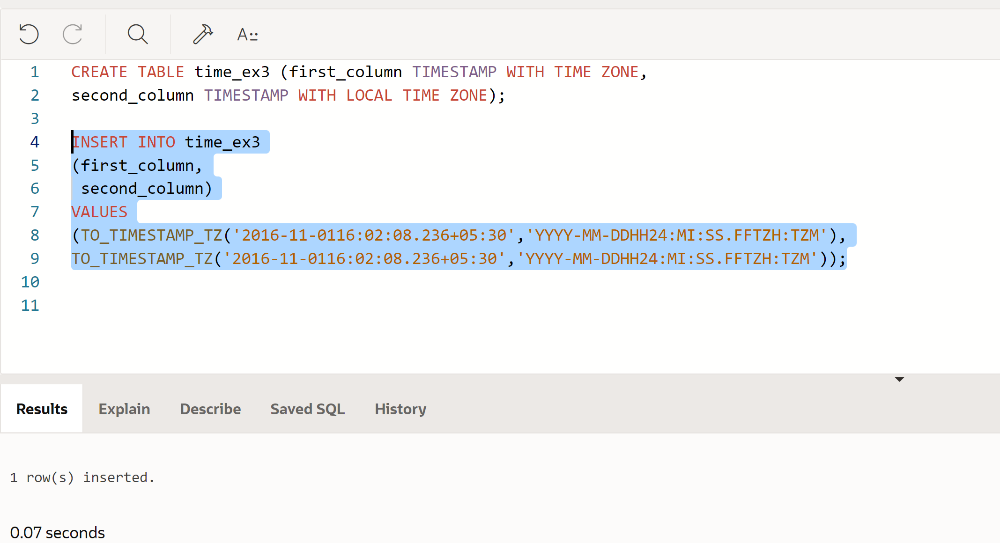 A
1 CREATE TABLE time_ex3 (first_column TIMESTAMP WITH TIME ZONE,
2 second_column TIMESTAMP WITH LOCAL TIME ZONE);
3
4 INSERT INTO time_ex3
5 (first_column,
6 second_column)
7 VALUES
8 (TO_TIMESTAMP_TZ('2016-11-0116:02:08.236+05:30','YYYY-MM-DDHH24:MI:SS.FFTZH:TZM'),
9 TO_TIMESTAMP_TZ('2016-11-0116:02:08.236+05:30','YYYY-MM-DDHH24:MI:SS.FFTZH:TZM'));
10
11
Results Explain Describe Saved SQL History
1 row(s) inserted.
0.07 seconds